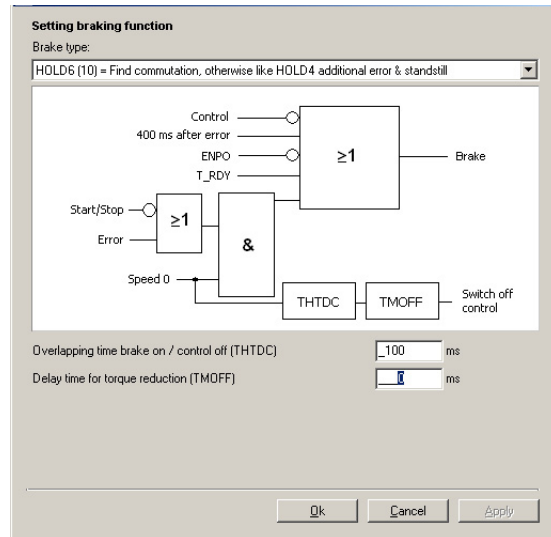 Setting braking function
Brake type:
HOLD6 (10) = Find commutation, otherwise like HOLD4 additional error & standstill
Control
400 ms after error
ENPO
≥1
Brake
T_RDY
Start/Stop
≥1
Error
&
Speed 0
THTDC
TMOFF
Switch off
control
Overlapping time brake on / control off (THTDC)
_100 ms
Delay time for torque reduction (TMOFF)
___0 ms
Ok Cancel Apply